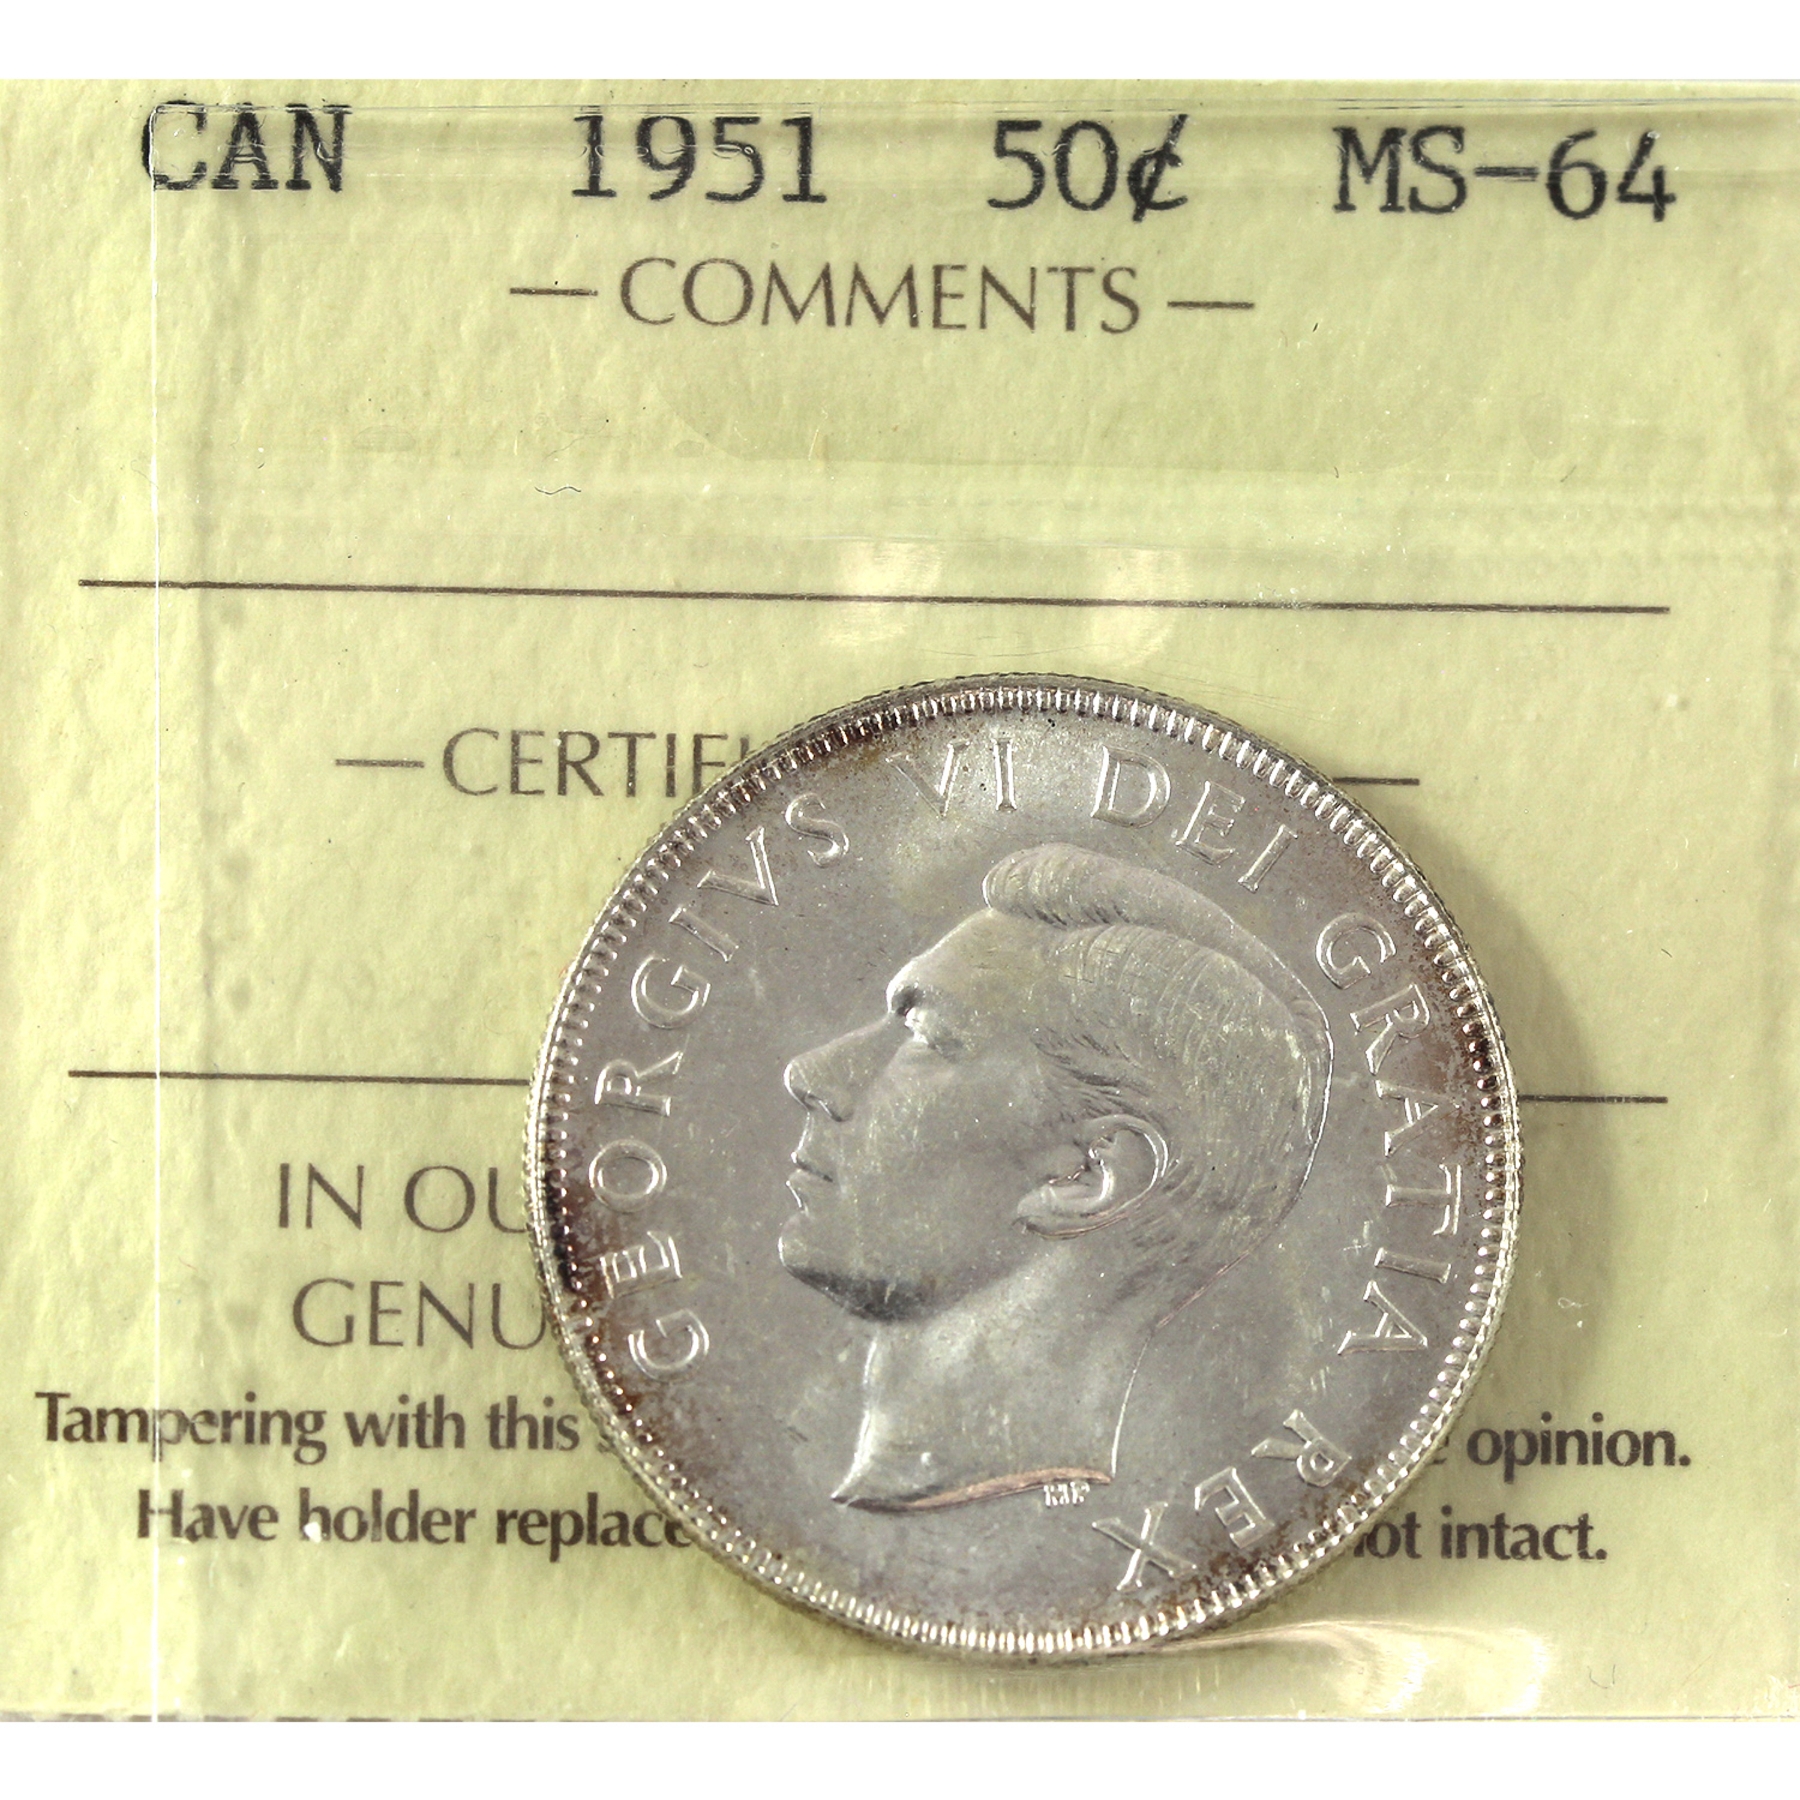 CAN 1951 50¢ MS-64
— COMMENTS —
— CERTIFI —
IN OU
GENU
Tampering with this opinion.
Have holder replace not intact.
GEORGIVS VI DEI GRATIA REX
HP